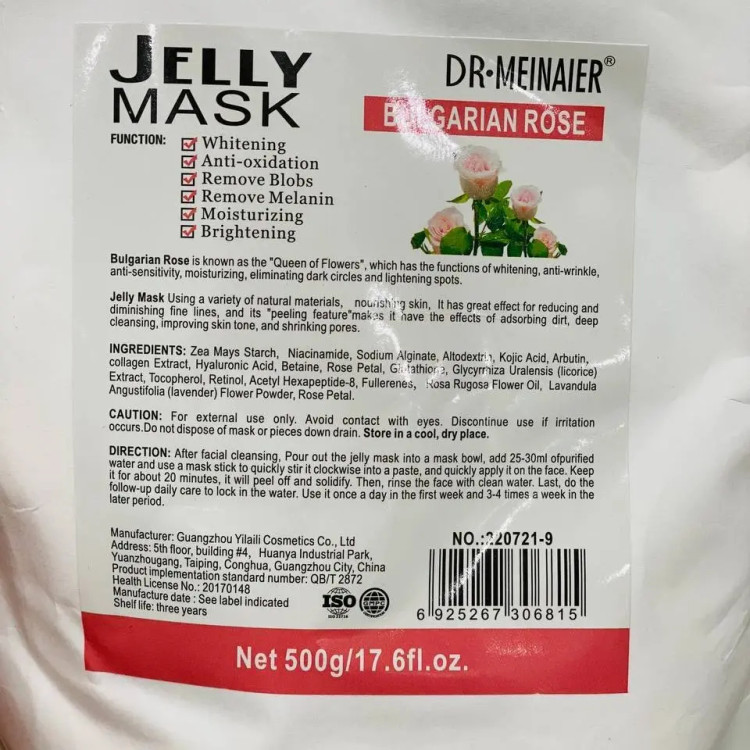 JELLY
MASK
DR·MEINAIER®
BULGARIAN ROSE
FUNCTION:
Whitening
Anti-oxidation
Remove Blobs
Remove Melanin
Moisturizing
Brightening
Bulgarian Rose is known as the "Queen of Flowers", which has the functions of whitening, anti-wrinkle,
anti-sensitivity, moisturizing, eliminating dark circles and lightening spots.
Jelly Mask Using a variety of natural materials, nourishing skin, It has great effect for reducing and
diminishing fine lines, and its "peeling feature"makes it have the effects of adsorbing dirt, deep
cleansing, improving skin tone, and shrinking pores.
INGREDIENTS: Zea Mays Starch, Niacinamide, Sodium Alginate, Altodextrin, Kojic Acid, Arbutin,
collagen Extract, Hyaluronic Acid, Betaine, Rose Petal, Glutathione, Glycyrrhiza Uralensis (licorice)
Extract, Tocopherol, Retinol, Acetyl Hexapeptide-8, Fullerenes, Rosa Rugosa Flower Oil, Lavandula
Angustifolia (lavender) Flower Powder, Rose Petal.
CAUTION: For external use only. Avoid contact with eyes. Discontinue use if irritation
occurs.Do not dispose of mask or pieces down drain. Store in a cool, dry place.
DIRECTION: After facial cleansing, Pour out the jelly mask into a mask bowl, add 25-30ml ofpurified
water and use a mask stick to quickly stir it clockwise into a paste, and quickly apply it on the face. Keep
it for about 20 minutes, it will peel off and solidify. Then, rinse the face with clean water. Last, do the
follow-up daily care to lock in the water. Use it once a day in the first week and 3-4 times a week in the
later period.
Manufacturer: Guangzhou Yilaili Cosmetics Co., Ltd
Address: 5th floor, building #4, Huanya Industrial Park,
Yuanzhougang, Taiping, Conghua, Guangzhou City, China
Product implementation standard number: QB/T 2872
Health License No.: 20170148
Manufacture date : See label indicated
Shelf life: three years
ISO
GMPC
NO.:220721-9
6 925267 306815
Net 500g/17.6fl.oz.